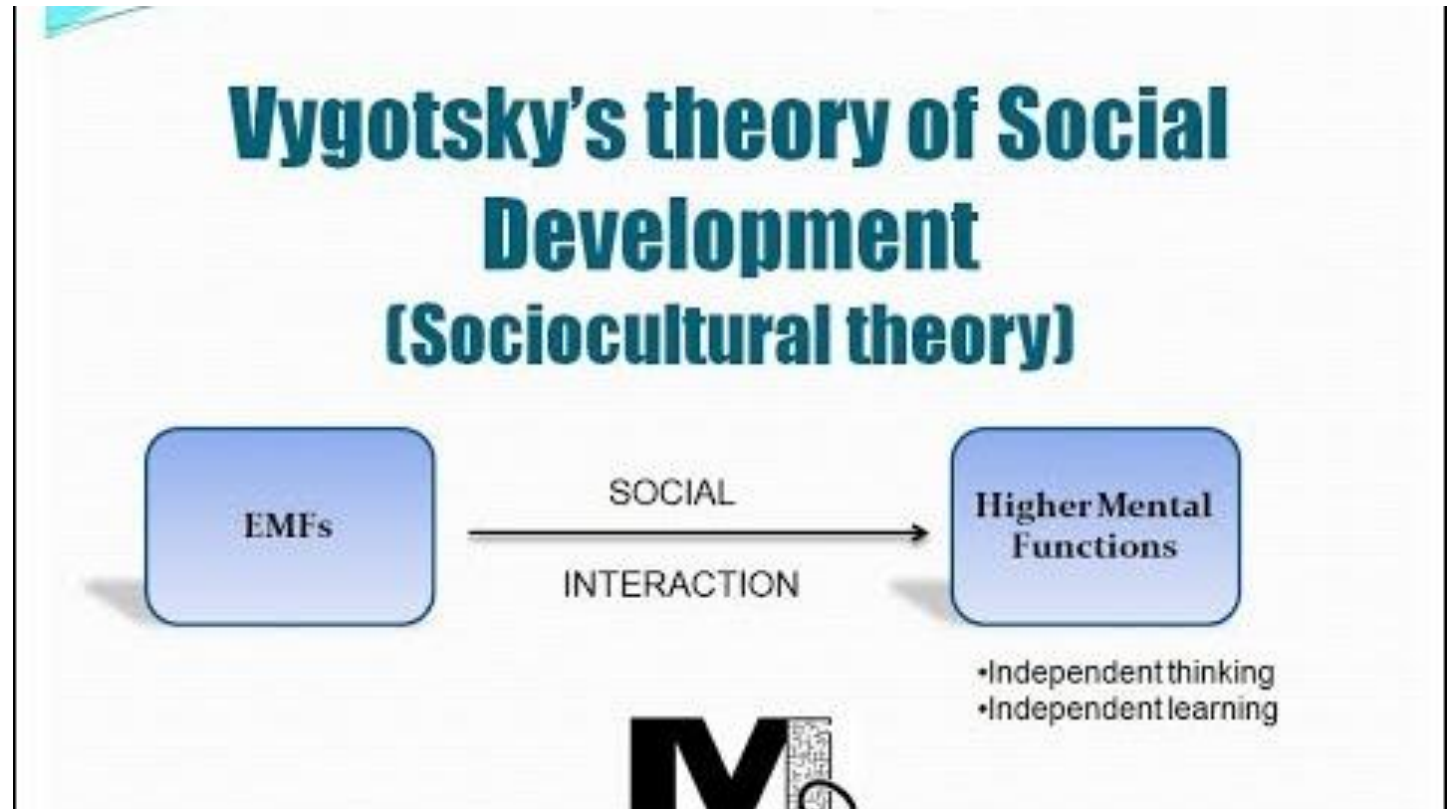 Vygotsky's theory of Social
Development
(Sociocultural theory)
EMFs
SOCIAL
INTERACTION
Higher Mental
Functions
•Independent thinking
•Independent learning
M